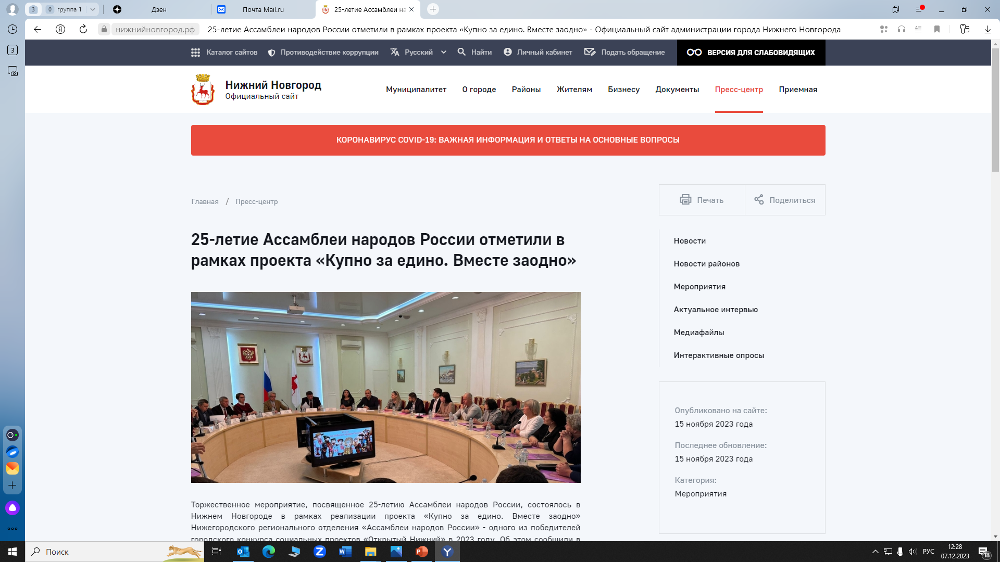 3
0 группа 1
Дзен
Почта Mail.ru
25-летие Ассамблеи на
нижнийновгород.рф
25-летие Ассамблеи народов России отметили в рамках проекта «Купно за едино. Вместе заодно» - Официальный сайт администрации города Нижнего Новгорода
3
Каталог сайтов
Противодействие коррупции
Русский
Найти
Личный кабинет
Подать обращение
ВЕРСИЯ ДЛЯ СЛАБОВИДЯЩИХ
Нижний Новгород
Официальный сайт
Муниципалитет
О городе
Районы
Жителям
Бизнесу
Документы
Пресс-центр
Приемная
КОРОНАВИРУС COVID-19: ВАЖНАЯ ИНФОРМАЦИЯ И ОТВЕТЫ НА ОСНОВНЫЕ ВОПРОСЫ
Главная / Пресс-центр
Печать
Поделиться
25-летие Ассамблеи народов России отметили в
рамках проекта «Купно за едино. Вместе заодно»
Новости
Новости районов
Мероприятия
Актуальное интервью
Медиафайлы
Интерактивные опросы
Опубликовано на сайте:
15 ноября 2023 года
Последнее обновление:
15 ноября 2023 года
Категория:
Мероприятия
Торжественное мероприятие, посвященное 25-летию Ассамблеи народов России, состоялось в
Нижнем Новгороде в рамках реализации проекта «Купно за едино. Вместе заодно»
Нижегородского регионального отделения «Ассамблеи народов России» - одного из победителей
городского конкурса социальных проектов «Открытый Нижний» в 2023 году. Об этом сообщили в
Поиск
РУС
12:28
07.12.2023
18